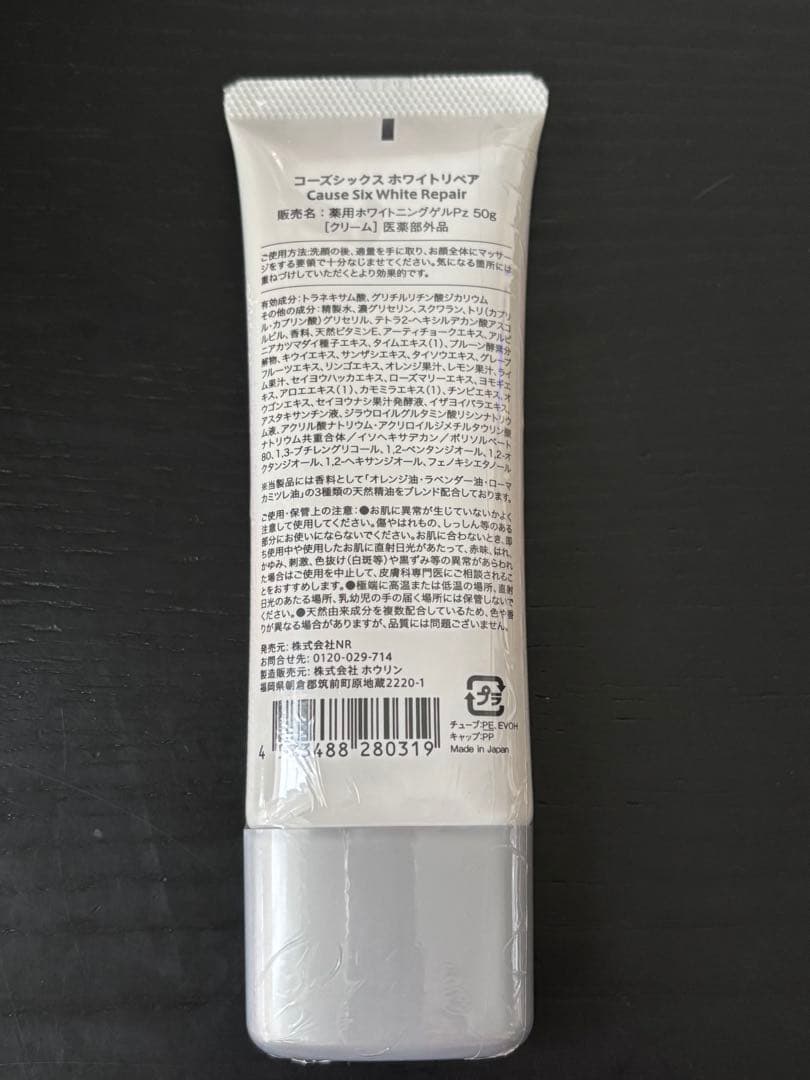 コーズシックス ホワイトリペア
Cause Six White Repair
販売名：薬用ホワイトニングゲルPz 50g
［クリーム］医薬部外品
ご使用方法:洗顔の後、適量を手に取り、お顔全体にマッサー
ジをする要領で十分なじませてください。気になる箇所には
重ねづけしていただくとより効果的です。
有効成分:トラネキサム酸、グリチルリチン酸ジカリウム
その他の成分:精製水、濃グリセリン、スクワラン、トリ（カプリ
ル・カプリン酸）グリセリル、テトラ2-ヘキシルデカン酸アスコ
ルビル、香料、天然ビタミンE、アーティチョークエキス、アルピ
ニアカツマダイ種子エキス、タイムエキス（1）、プルーン酵素分
解物、キウイエキス、サンザシエキス、タイソウエキス、グレープ
フルーツエキス、リンゴエキス、オレンジ果汁、レモン果汁、ライ
ム果汁、セイヨウハッカエキス、ローズマリーエキス、ヨモギエ
キス、アロエエキス（1）、カモミラエキス（1）、チンピエキス、オ
ウゴンエキス、セイヨウナシ果汁発酵液、イザヨイバラエキス、
アスタキサンチン液、ジラウロイルグルタミン酸リシンナトリウ
ム液、アクリル酸ナトリウム・アクリロイルジメチルタウリン酸
ナトリウム共重合体／イソヘキサデカン／ポリソルベート
80、1,3-ブチレングリコール、1,2-ペンタンジオール、1,2-オ
クタンジオール、1,2-ヘキサンジオール、フェノキシエタノール
※当製品には香料として「オレンジ油・ラベンダー油・ローマ
カミツレ油」の3種類の天然精油をブレンド配合しております。
ご使用・保管上の注意：●お肌に異常が生じていないかよく
注意して使用してください。傷やはれもの、しっしん等のある
部分にお使いにならないでください。お肌に合わないとき、即
ち使用中や使用したお肌に直射日光があたって、赤味、はれ、
かゆみ、刺激、色抜け（白斑等）や黒ずみ等の異常があらわれ
た場合はご使用を中止して、皮膚科専門医にご相談されるこ
とをおすすめします。●極端に高温または低温の場所、直射
日光のあたる場所、乳幼児の手の届く場所には保管しないで
ください。●天然由来成分を複数配合しているため、色や香
りが異なる場合がありますが、品質には問題ございません。
発売元: 株式会社NR
お問合せ先: 0120-029-714
製造販売元: 株式会社 ホウリン
福岡県朝倉郡筑前町原地蔵2220-1
プラ
チューブ:PE, EVOH
キャップ:PP
Made in Japan
3488 280319